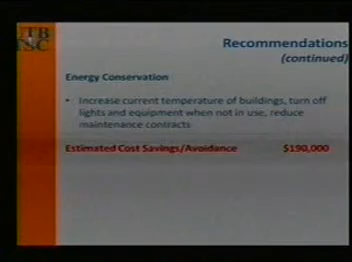 TB
SC
Recommendations
(continued)
Energy Conservation
• Increase current temperature of buildings, turn off
lights and equipment when not in use, reduce
maintenance contracts
Estimated Cost Savings/Avoidance $190,000